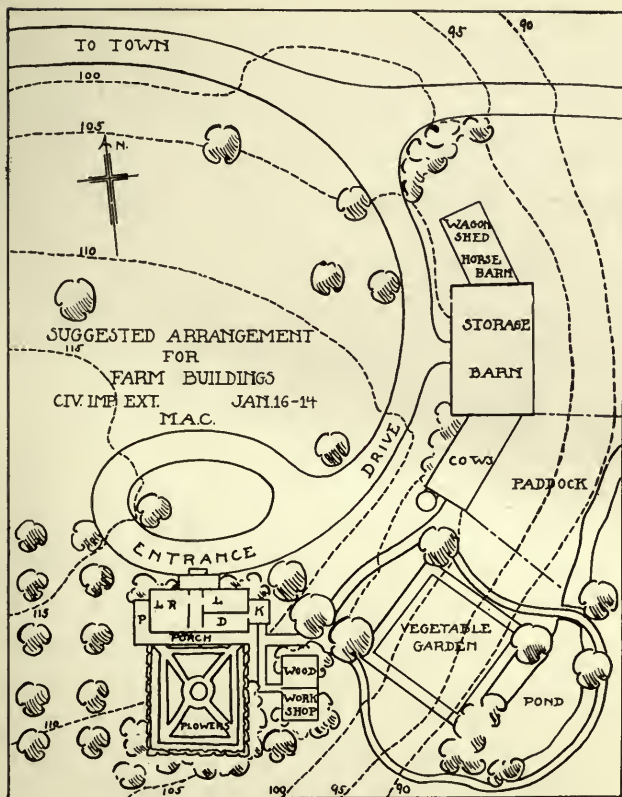 95
90
TO TOWN
100
105
N.
110
WAGON
SHED
HORSE
BARN
STORAGE
BARN
SUGGESTED ARRANGEMENT
FOR
FARM BUILDINGS
CIV. IMP. EXT. JAN. 16-14
M.A.C.
115
DRIVE
COWS
PADDOCK
ENTRANCE
115
P
L R
L
D
K
PORCH
VEGETABLE
GARDEN
WOOD
WORK
SHOP
FLOWERS
POND
110
105
100
95
90